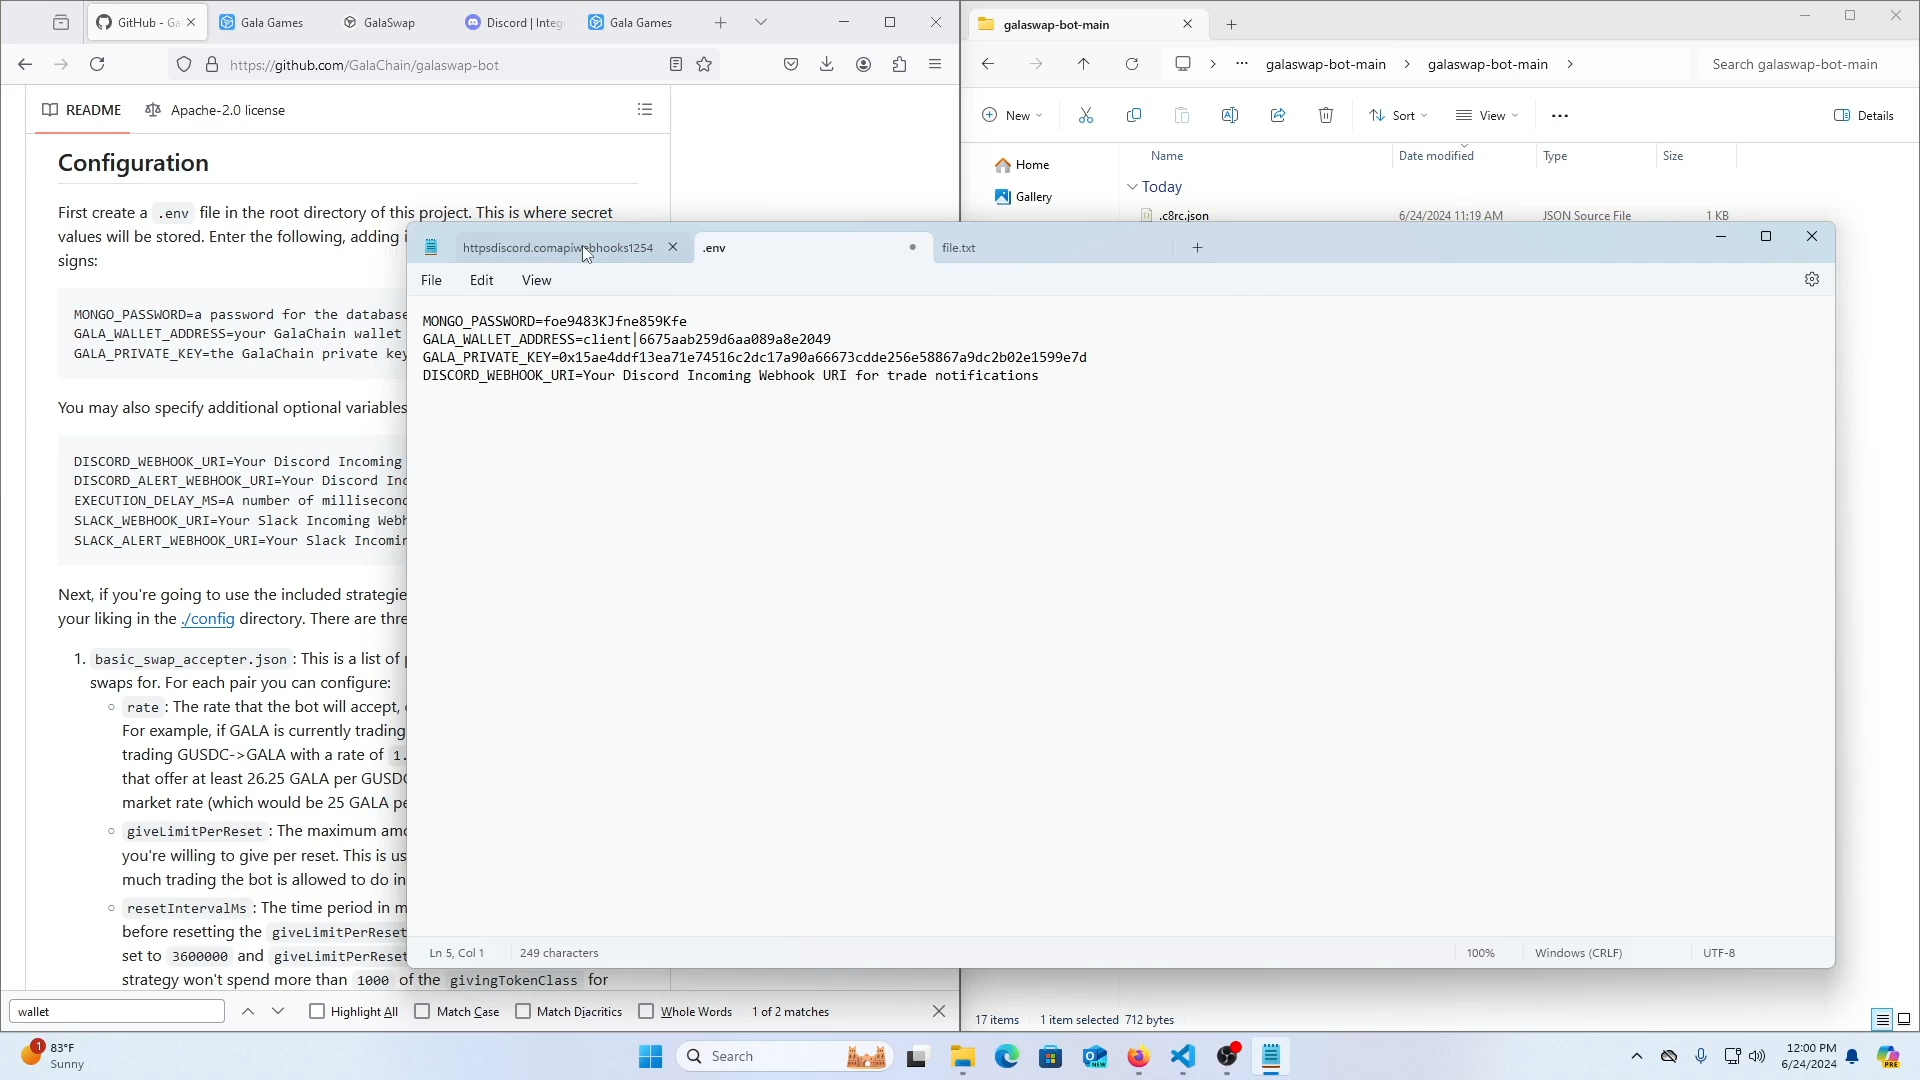 GitHub - Ga
Gala Games
GalaSwap
Discord | Integ
Gala Games
https://github.com/GalaChain/galaswap-bot
README
Apache-2.0 license
Configuration
First create a .env file in the root directory of this project. This is where secret
values will be stored. Enter the following, adding
signs:
MONGO_PASSWORD=a password for the database
GALA_WALLET_ADDRESS=your GalaChain wallet
GALA_PRIVATE_KEY=the GalaChain private key
You may also specify additional optional variables
DISCORD_WEBHOOK_URI=Your Discord Incoming
DISCORD_ALERT_WEBHOOK_URI=Your Discord Inc
EXECUTION_DELAY_MS=A number of millisecond
SLACK_WEBHOOK_URI=Your Slack Incoming Webh
SLACK_ALERT_WEBHOOK_URI=Your Slack Incomin
Next, if you're going to use the included strategie
your liking in the ./config directory. There are thre
1. basic_swap_accepter.json : This is a list of
swaps for. For each pair you can configure:
rate : The rate that the bot will accept,
For example, if GALA is currently trading
trading GUSDC->GALA with a rate of 1.
that offer at least 26.25 GALA per GUSDC
market rate (which would be 25 GALA pe
giveLimitPerReset : The maximum amo
you're willing to give per reset. This is us
much trading the bot is allowed to do in
resetIntervalMs : The time period in m
before resetting the giveLimitPerReset
set to 3600000 and giveLimitPerReset
strategy won't spend more than 1000 of the givingTokenClass for
wallet
Highlight All
Match Case
Match Diacritics
Whole Words
1 of 2 matches
galaswap-bot-main
galaswap-bot-main
galaswap-bot-main
Search galaswap-bot-main
New
Sort
View
Details
Home
Gallery
Name
Date modified
Type
Size
Today
.c8rc.json
6/24/2024 11:19 AM
JSON Source File
1 KB
17 items
1 item selected 712 bytes
httpsdiscord.comapiwebhooks1254
.env
file.txt
File
Edit
View
MONGO_PASSWORD=foe9483KJfne859Kfe
GALA_WALLET_ADDRESS=client|6675aab259d6aa089a8e2049
GALA_PRIVATE_KEY=0x15ae4ddf13ea71e74516c2dc17a90a66673cdde256e58867a9dc2b02e1599e7d
DISCORD_WEBHOOK_URI=Your Discord Incoming Webhook URI for trade notifications
Ln 5, Col 1
249 characters
100%
Windows (CRLF)
UTF-8
1
83°F
Sunny
Search
NEW
12:00 PM
6/24/2024
PRE